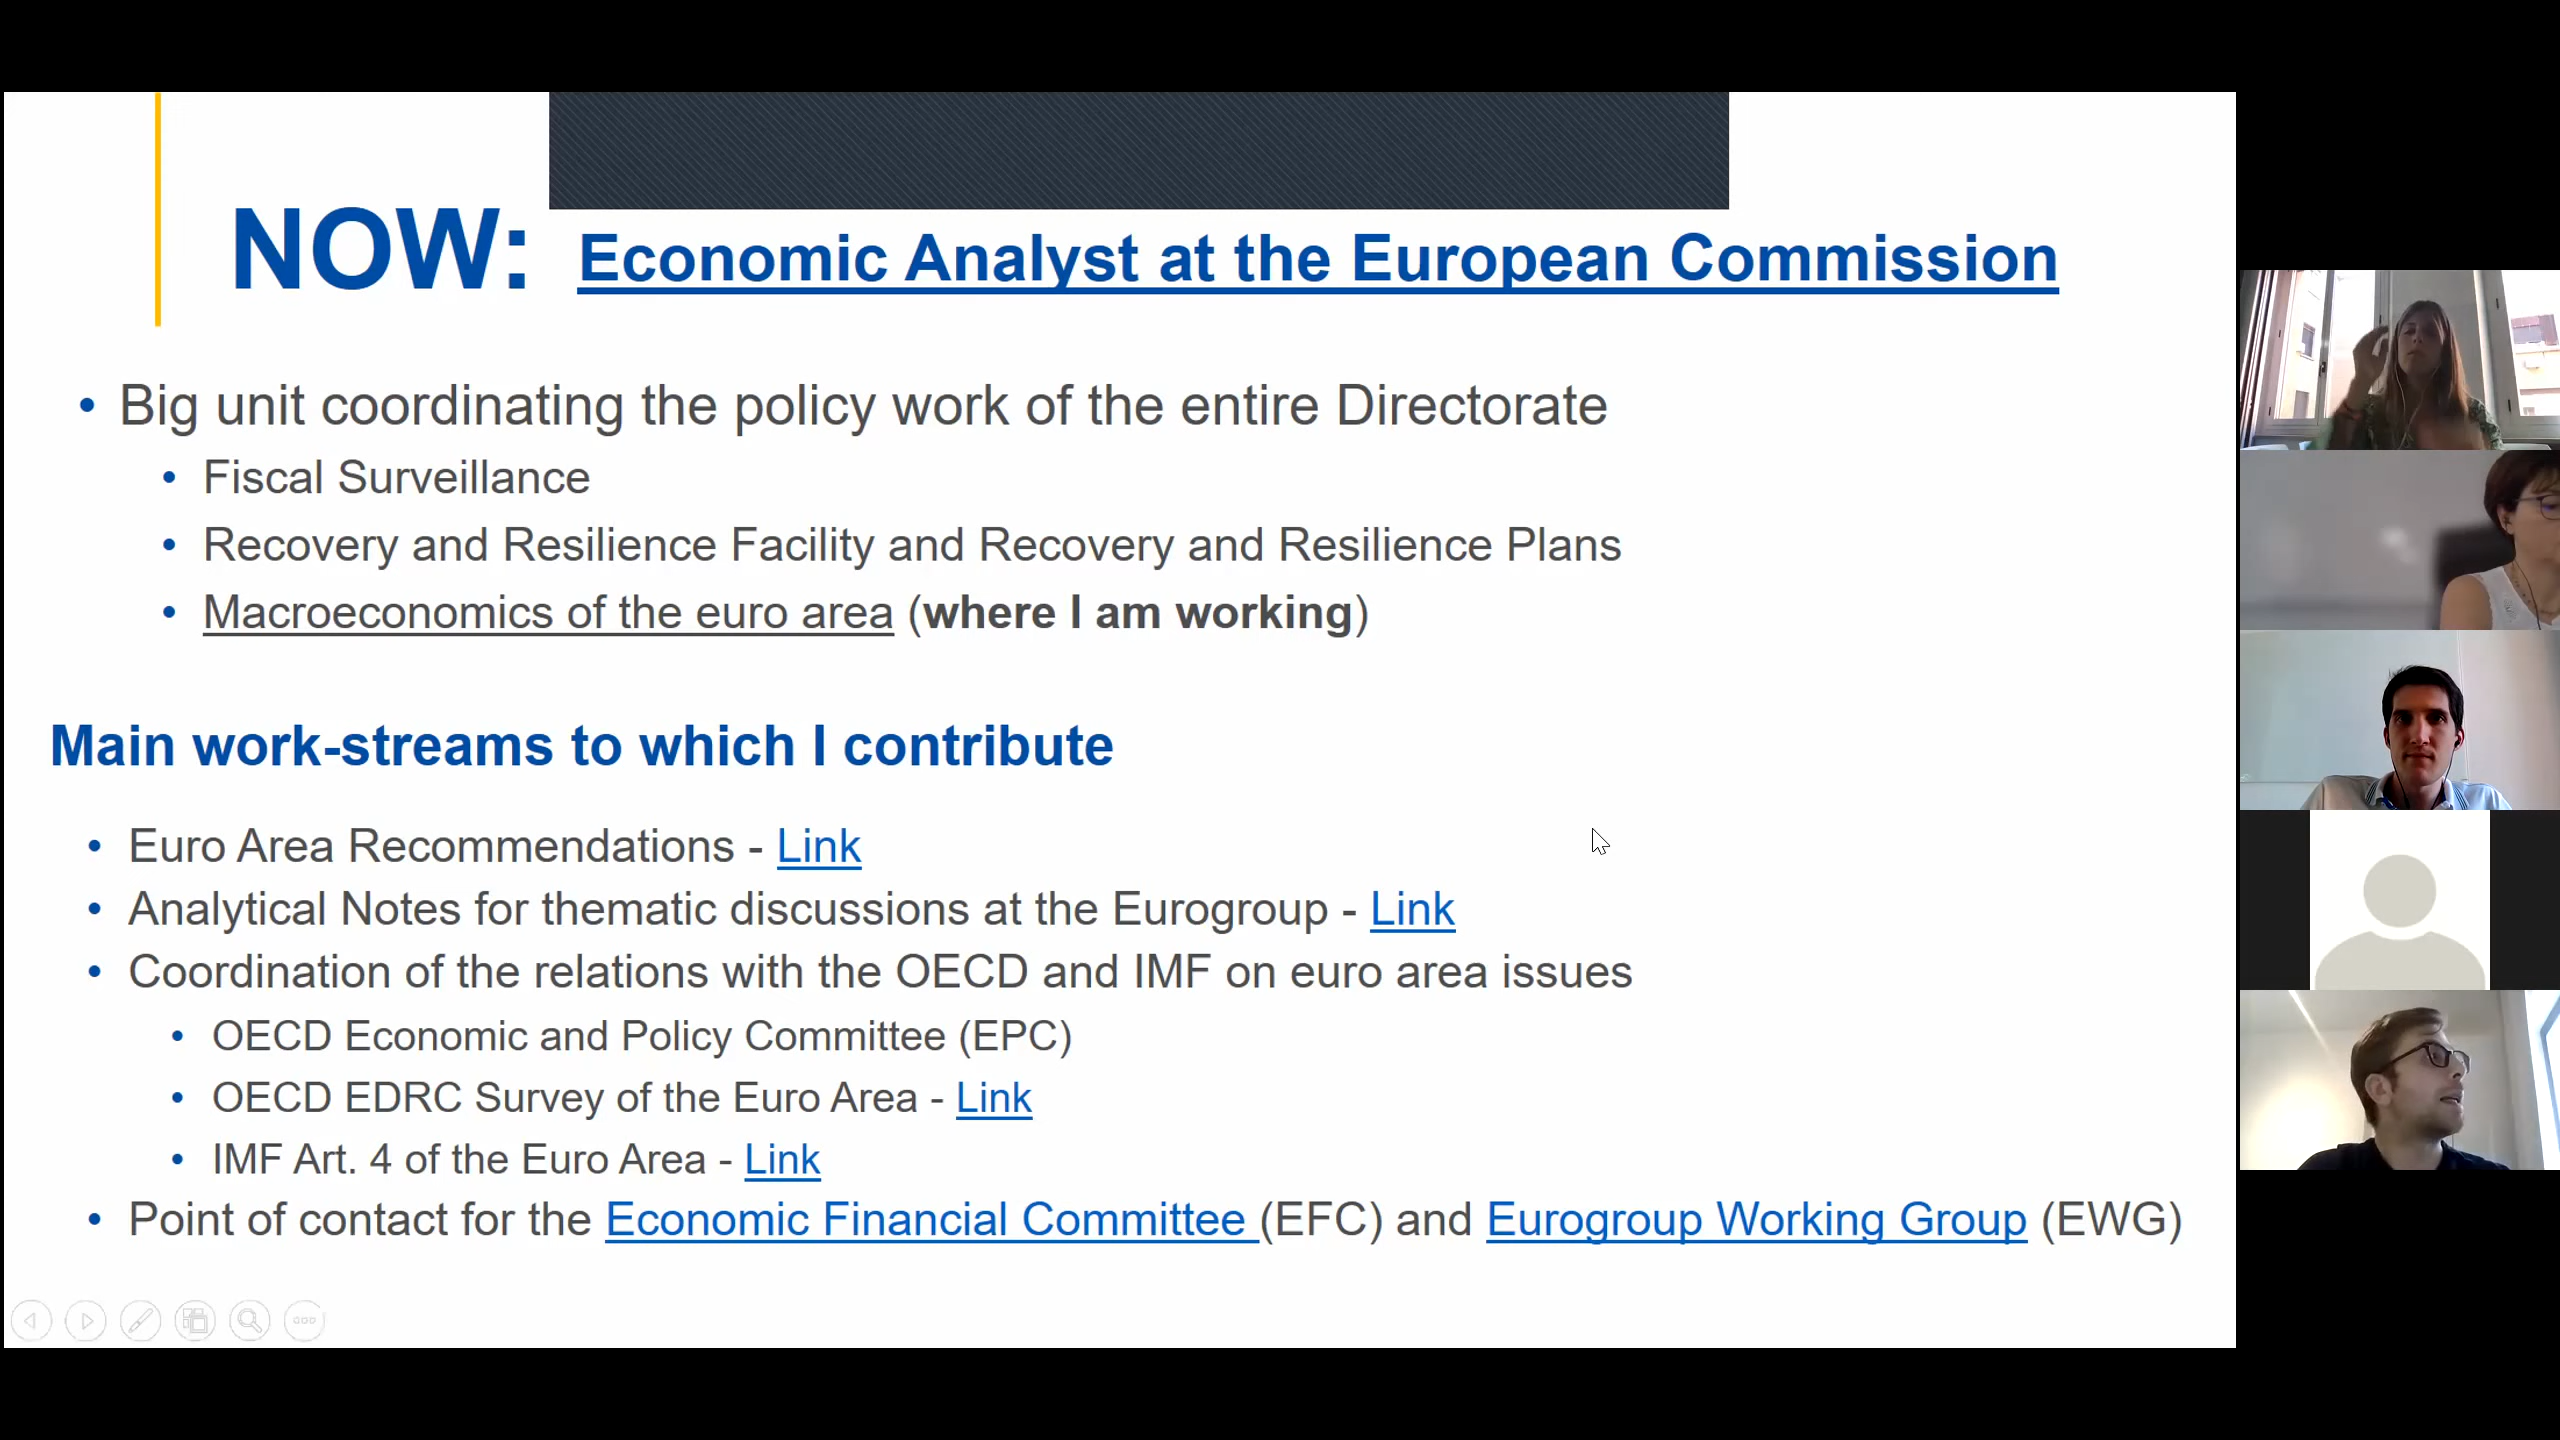 NOW: Economic Analyst at the European Commission
• Big unit coordinating the policy work of the entire Directorate
• Fiscal Surveillance
• Recovery and Resilience Facility and Recovery and Resilience Plans
• Macroeconomics of the euro area (where I am working)
Main work-streams to which I contribute
• Euro Area Recommendations - Link
• Analytical Notes for thematic discussions at the Eurogroup - Link
• Coordination of the relations with the OECD and IMF on euro area issues
• OECD Economic and Policy Committee (EPC)
• OECD EDRC Survey of the Euro Area - Link
• IMF Art. 4 of the Euro Area - Link
• Point of contact for the Economic Financial Committee (EFC) and Eurogroup Working Group (EWG)